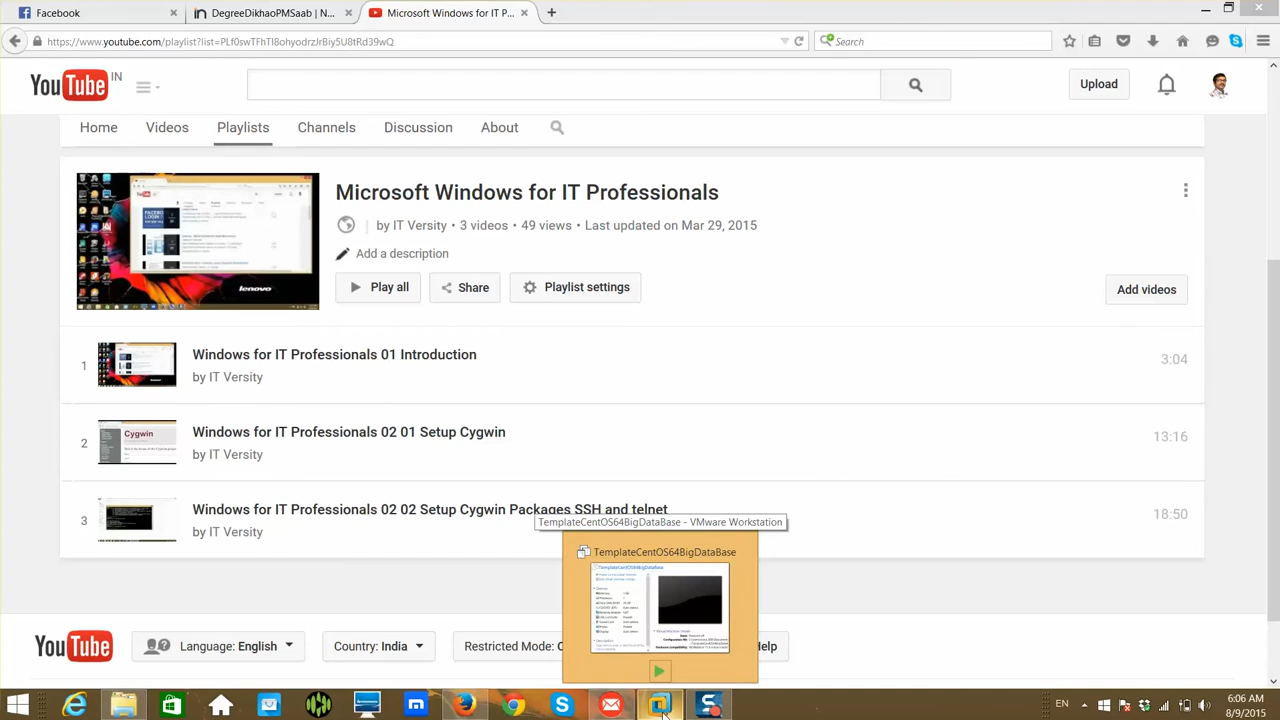 Facebook
DegreeDikhaoPMSaab | N...
Microsoft Windows for IT P...
https://www.youtube.com/playlist?list=PLf0swTFhTI8ohyodrzJrBiy5U8tRd39wQ
Search
YouTube IN
Upload
Home Videos Playlists Channels Discussion About
Microsoft Windows for IT Professionals
by IT Versity • 3 videos • 49 views • Last updated on Mar 29, 2015
Add a description
Play all Share Playlist settings
Add videos
1 Windows for IT Professionals 01 Introduction
by IT Versity
3:04
2 Windows for IT Professionals 02 01 Setup Cygwin
by IT Versity
13:16
3 Windows for IT Professionals 02 02 Setup Cygwin Packages SSH and telnet
by IT Versity
18:50
TemplateCentOS64BigDataBase - VMware Workstation
TemplateCentOS64BigDataBase
YouTube
Language: English
Country: India
Restricted Mode:
lenovo
Cygwin
EN
6:06 AM
8/9/2015